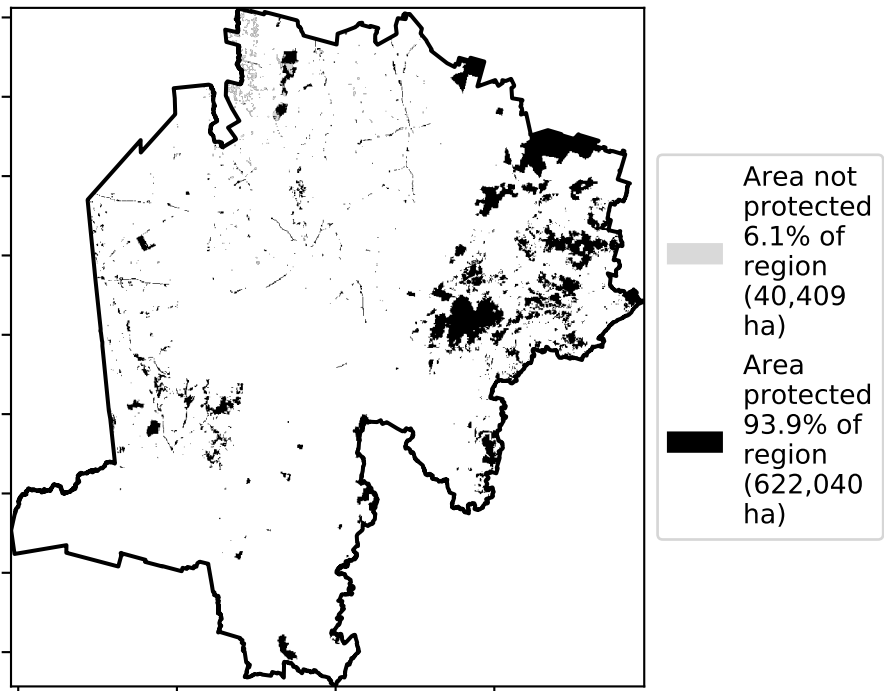 Area not
protected
6.1% of
region
(40,409
ha)
Area
protected
93.9% of
region
(622,040
ha)